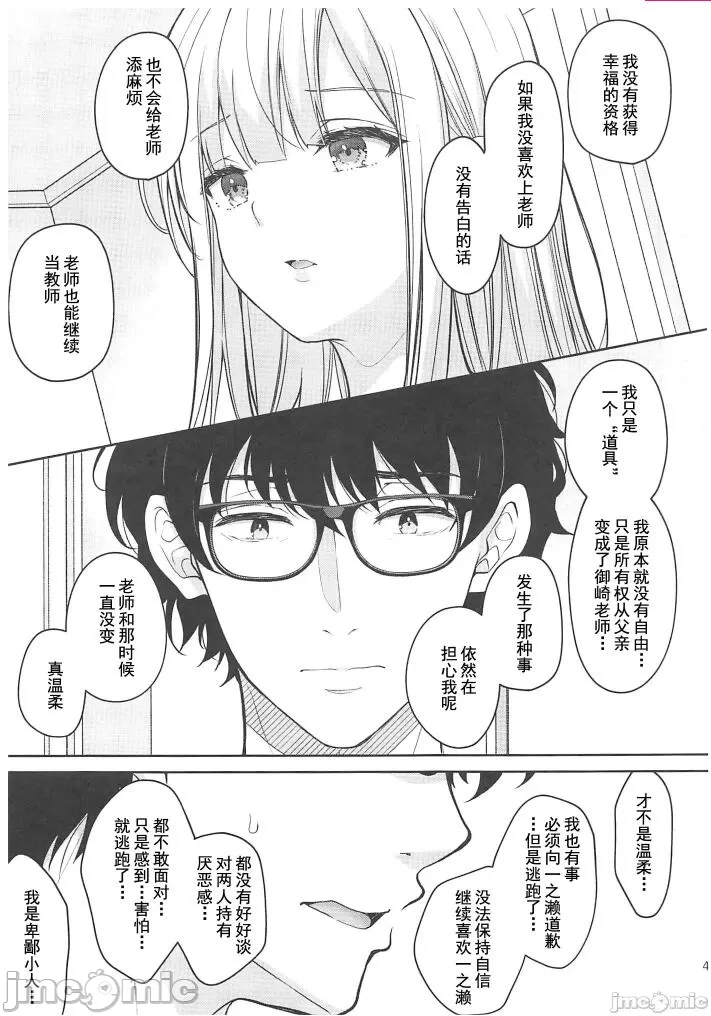 我没有获得
幸福的资格
如果我没喜欢上老师
没有告白的话
也不会给老师
添麻烦
老师也能继续
当教师
我只是
一个“道具”
我原本就没有自由…
只是所有权从父亲
变成了御崎老师…
发生了那种事
依然在
担心我呢
老师和那时候
一直没变
真温柔
才不是温柔…
我也有事
必须向一之濑道歉
…但是逃跑了…
没法保持自信
继续喜欢一之濑
都没有好好谈
对两人持有
厌恶感…
都不敢面对…
只是感到…害怕…
就逃跑了…
我是卑鄙小人…
4
jmcomic
jmcomic